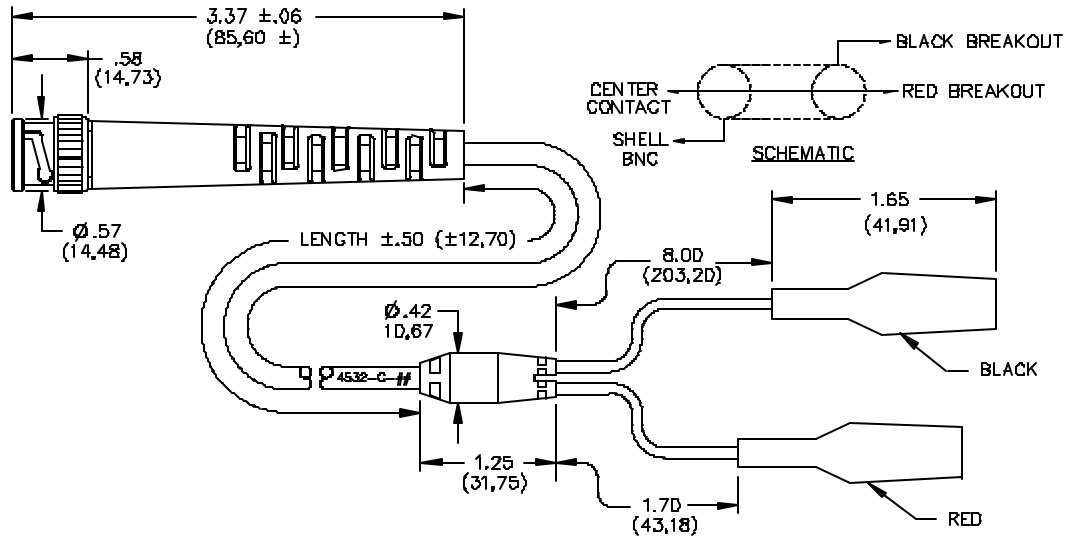 3.37 ±.06
(85,60 ±)
.58
(14.73)
BLACK BREAKOUT
CENTER
CONTACT
RED BREAKOUT
SHELL
BNC
SCHEMATIC
Ø.57
(14.48)
LENGTH ±.50 (±12,70)
1.65
(41,91)
8.00
(203,20)
Ø.42
10,67
BLACK
4532-C-##
1.25
(31,75)
1.70
(43,18)
RED